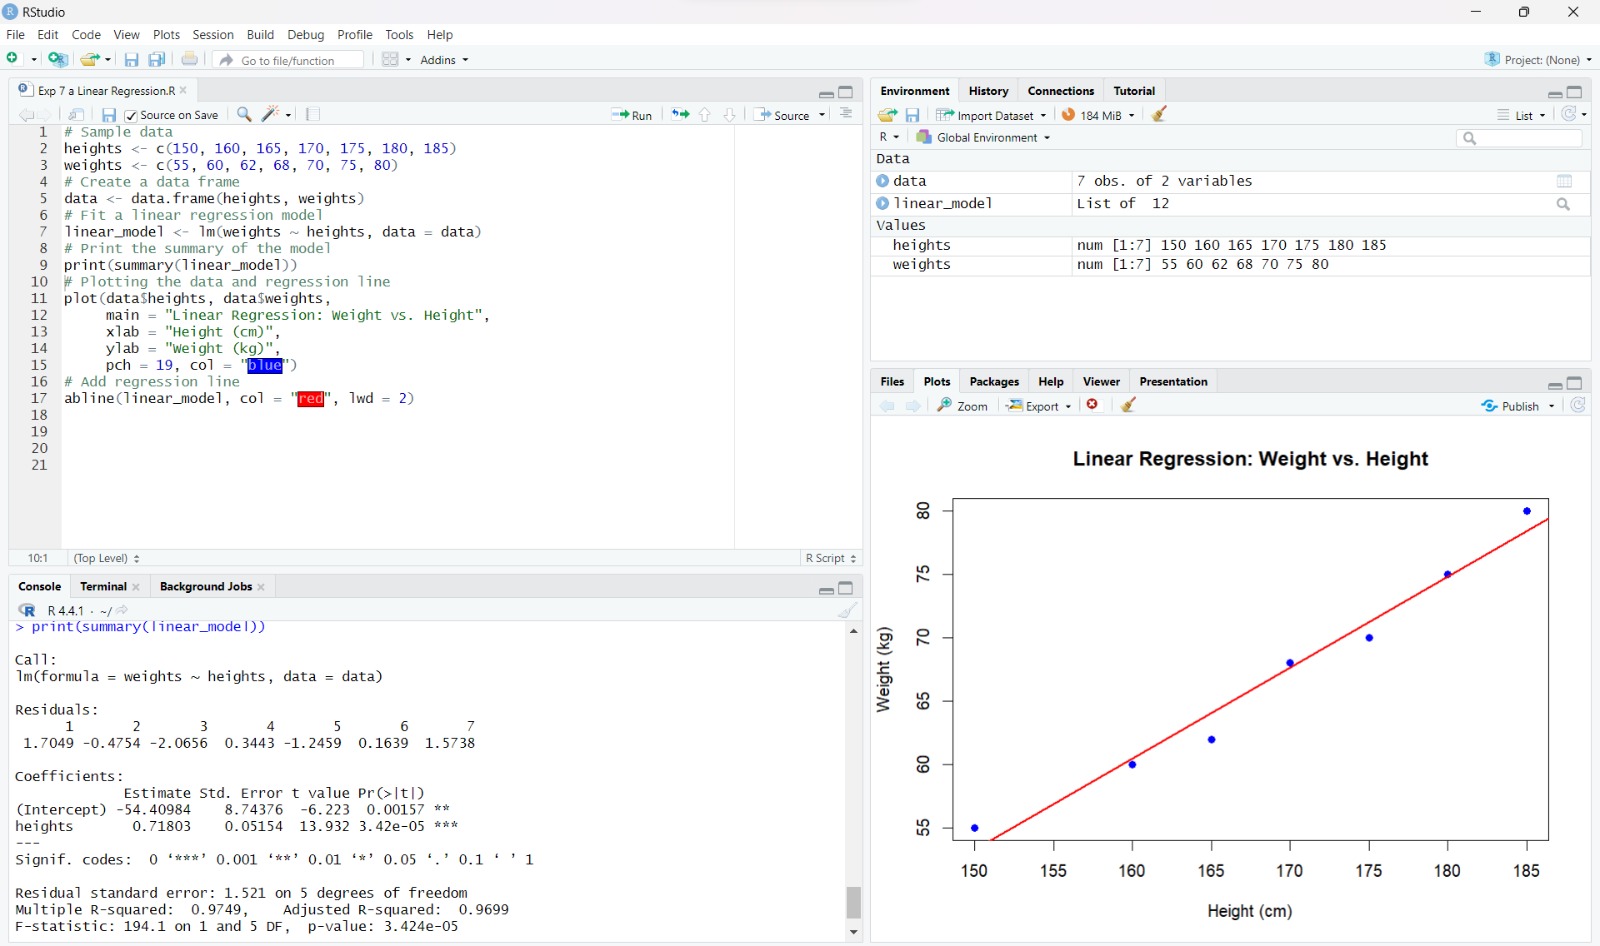 RStudio
File Edit Code View Plots Session Build Debug Profile Tools Help
Go to file/function Addins Project: (None)
Exp 7 a Linear Regression.R
Source on Save Run Source
1 # Sample data
2 heights <- c(150, 160, 165, 170, 175, 180, 185)
3 weights <- c(55, 60, 62, 68, 70, 75, 80)
4 # Create a data frame
5 data <- data.frame(heights, weights)
6 # Fit a linear regression model
7 linear_model <- lm(weights ~ heights, data = data)
8 # Print the summary of the model
9 print(summary(linear_model))
10 # Plotting the data and regression line
11 plot(data$heights, data$weights,
12 main = "Linear Regression: Weight vs. Height",
13 xlab = "Height (cm)",
14 ylab = "Weight (kg)",
15 pch = 19, col = "blue")
16 # Add regression line
17 abline(linear_model, col = "red", lwd = 2)
18
19
20
21
10:1 (Top Level) R Script
Console Terminal Background Jobs
R R 4.4.1 · ~/
> print(summary(linear_model))
Call:
lm(formula = weights ~ heights, data = data)
Residuals:
1 2 3 4 5 6 7
1.7049 -0.4754 -2.0656 0.3443 -1.2459 0.1639 1.5738
Coefficients:
Estimate Std. Error t value Pr(>|t|)
(Intercept) -54.40984 8.74376 -6.223 0.00157 **
heights 0.71803 0.05154 13.932 3.42e-05 ***
---
Signif. codes: 0 ‘***’ 0.001 ‘**’ 0.01 ‘*’ 0.05 ‘.’ 0.1 ‘ ’ 1
Residual standard error: 1.521 on 5 degrees of freedom
Multiple R-squared: 0.9749, Adjusted R-squared: 0.9699
F-statistic: 194.1 on 1 and 5 DF, p-value: 3.424e-05
Environment History Connections Tutorial
Import Dataset 184 MiB List
R Global Environment
Data
data 7 obs. of 2 variables
linear_model List of 12
Values
heights num [1:7] 150 160 165 170 175 180 185
weights num [1:7] 55 60 62 68 70 75 80
Files Plots Packages Help Viewer Presentation
Zoom Export Publish
Linear Regression: Weight vs. Height
Weight (kg)
80
75
70
65
60
55
150 155 160 165 170 175 180 185
Height (cm)